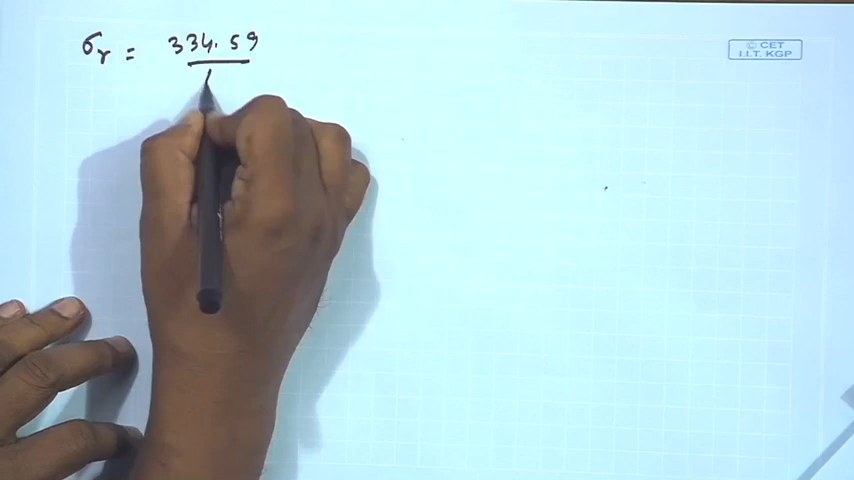 σr = 334.59
© CET
I.I.T. KGP